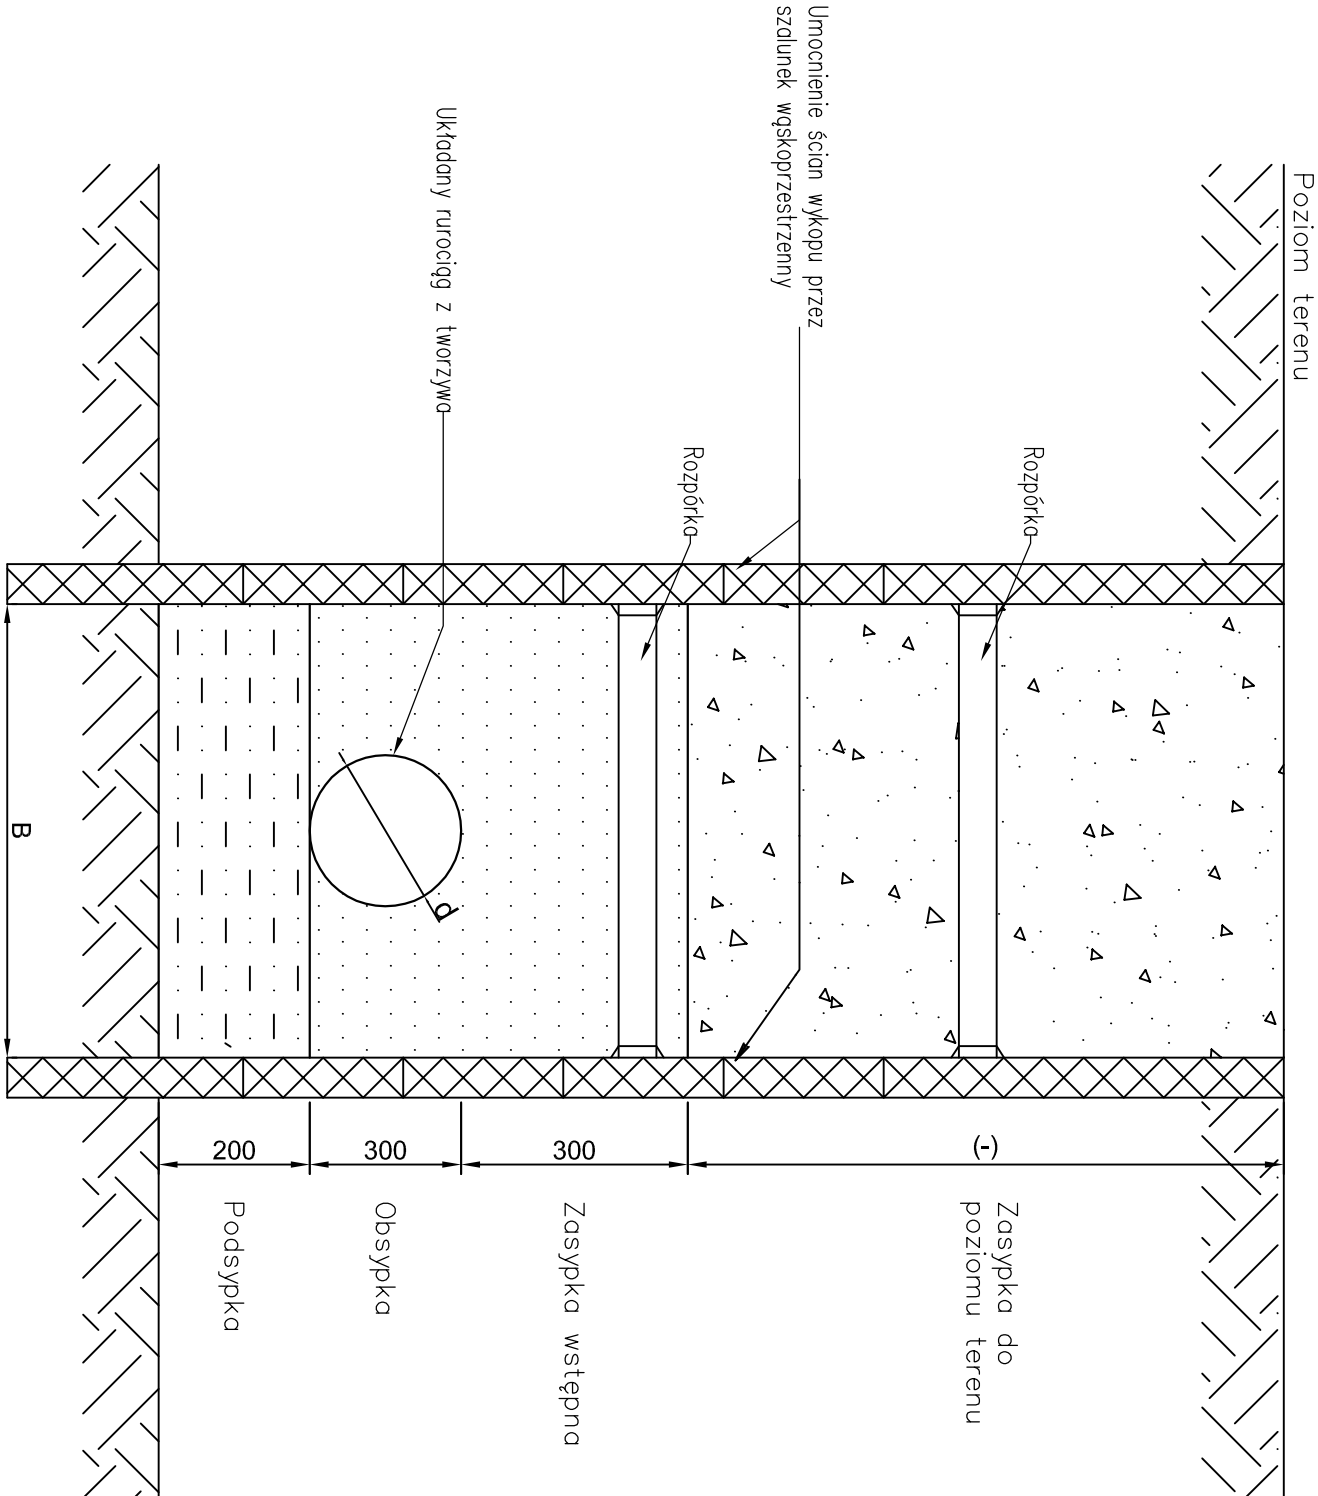 Poziom terenu
Rozpórka
Umocnienie ścian wykopu przez
szalunek wąskoprzestrzenny
Rozpórka
Układany rurociąg z tworzywa
d
(-)
Zasypka do
poziomu terenu
300
Zasypka wstępna
300
Obsypka
200
Podsypka
B